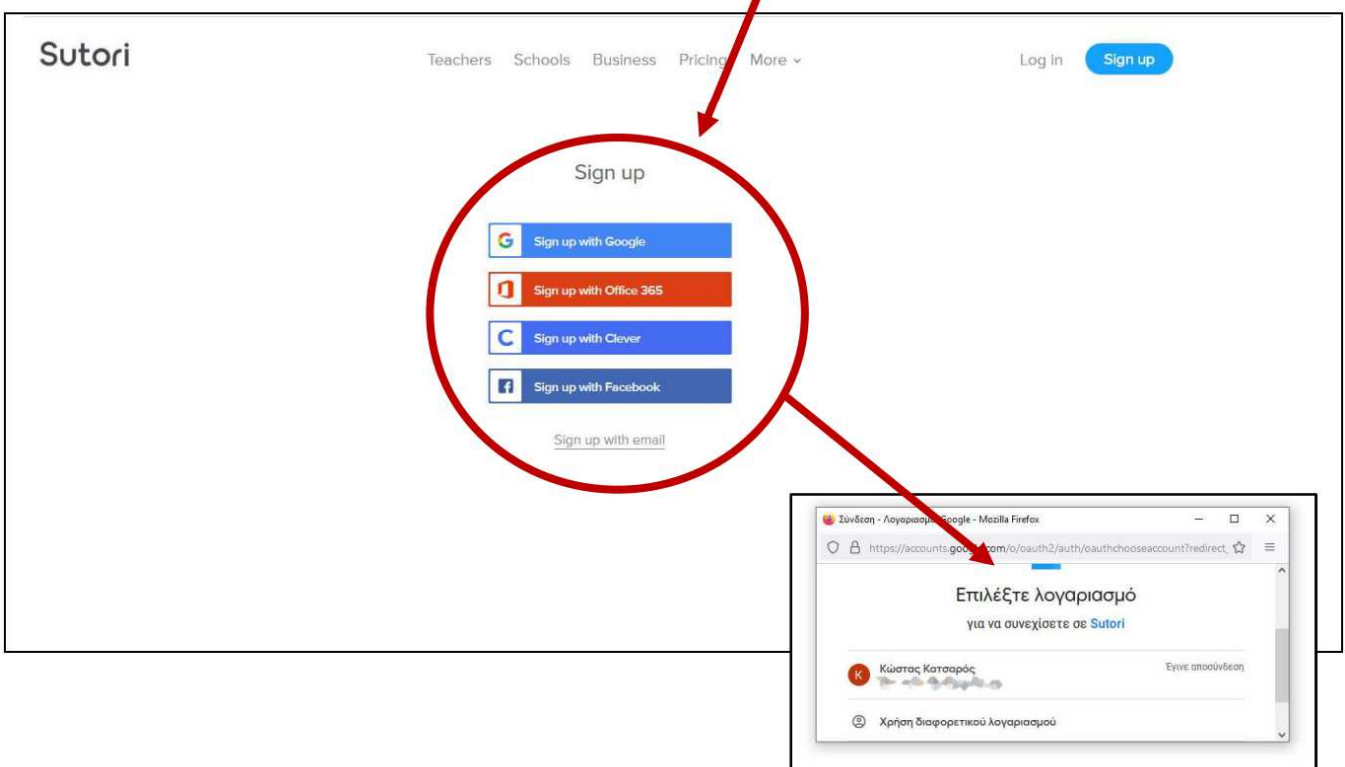 Sutori
Teachers Schools Business Pricing More
Log in
Sign up
Sign up
Sign up with Google
Sign up with Office 365
Sign up with Clever
Sign up with Facebook
Sign up with email
Σύνδεση - Λογαριασμοί Google - Mozilla Firefox
https://accounts.google.com/o/oauth2/auth/oauthchooseaccount?redirect_
Επιλέξτε λογαριασμό
για να συνεχίσετε σε Sutori
K
Κώστας Κατσαρός
Έγινε αποσύνδεση
Χρήση διαφορετικού λογαριασμού